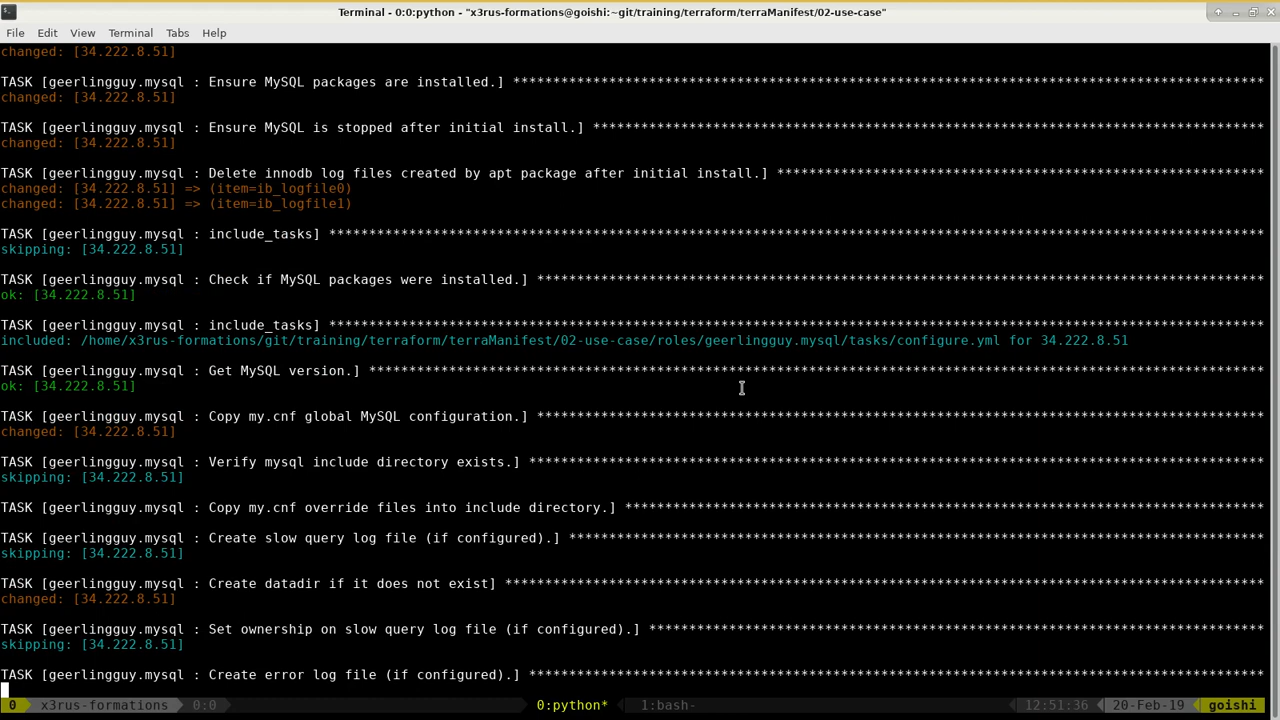 Terminal - 0:0:python - "x3rus-formations@goishi:~git/training/terraform/terraManifest/02-use-case"
File Edit View Terminal Tabs Help
changed: [34.222.8.51]
TASK [geerlingguy.mysql : Ensure MySQL packages are installed.] **********************************************************************************************
changed: [34.222.8.51]
TASK [geerlingguy.mysql : Ensure MySQL is stopped after initial install.] ************************************************************************************
changed: [34.222.8.51]
TASK [geerlingguy.mysql : Delete innodb log files created by apt package after initial install.] *************************************************************
changed: [34.222.8.51] => (item=ib_logfile0)
changed: [34.222.8.51] => (item=ib_logfile1)
TASK [geerlingguy.mysql : include_tasks] *********************************************************************************************************************
skipping: [34.222.8.51]
TASK [geerlingguy.mysql : Check if MySQL packages were installed.] *******************************************************************************************
ok: [34.222.8.51]
TASK [geerlingguy.mysql : include_tasks] *********************************************************************************************************************
included: /home/x3rus-formations/git/training/terraform/terraManifest/02-use-case/roles/geerlingguy.mysql/tasks/configure.yml for 34.222.8.51
TASK [geerlingguy.mysql : Get MySQL version.] ****************************************************************************************************************
ok: [34.222.8.51]
TASK [geerlingguy.mysql : Copy my.cnf global MySQL configuration.] *******************************************************************************************
changed: [34.222.8.51]
TASK [geerlingguy.mysql : Verify mysql include directory exists.] ********************************************************************************************
skipping: [34.222.8.51]
TASK [geerlingguy.mysql : Copy my.cnf override files into include directory.] ********************************************************************************
TASK [geerlingguy.mysql : Create slow query log file (if configured).] ***************************************************************************************
skipping: [34.222.8.51]
TASK [geerlingguy.mysql : Create datadir if it does not exist] ***********************************************************************************************
changed: [34.222.8.51]
TASK [geerlingguy.mysql : Set ownership on slow query log file (if configured).] *****************************************************************************
skipping: [34.222.8.51]
TASK [geerlingguy.mysql : Create error log file (if configured).] ********************************************************************************************
0 x3rus-formations 0:0 0:python* 1:bash- 12:51:36 20-Feb-19 goishi